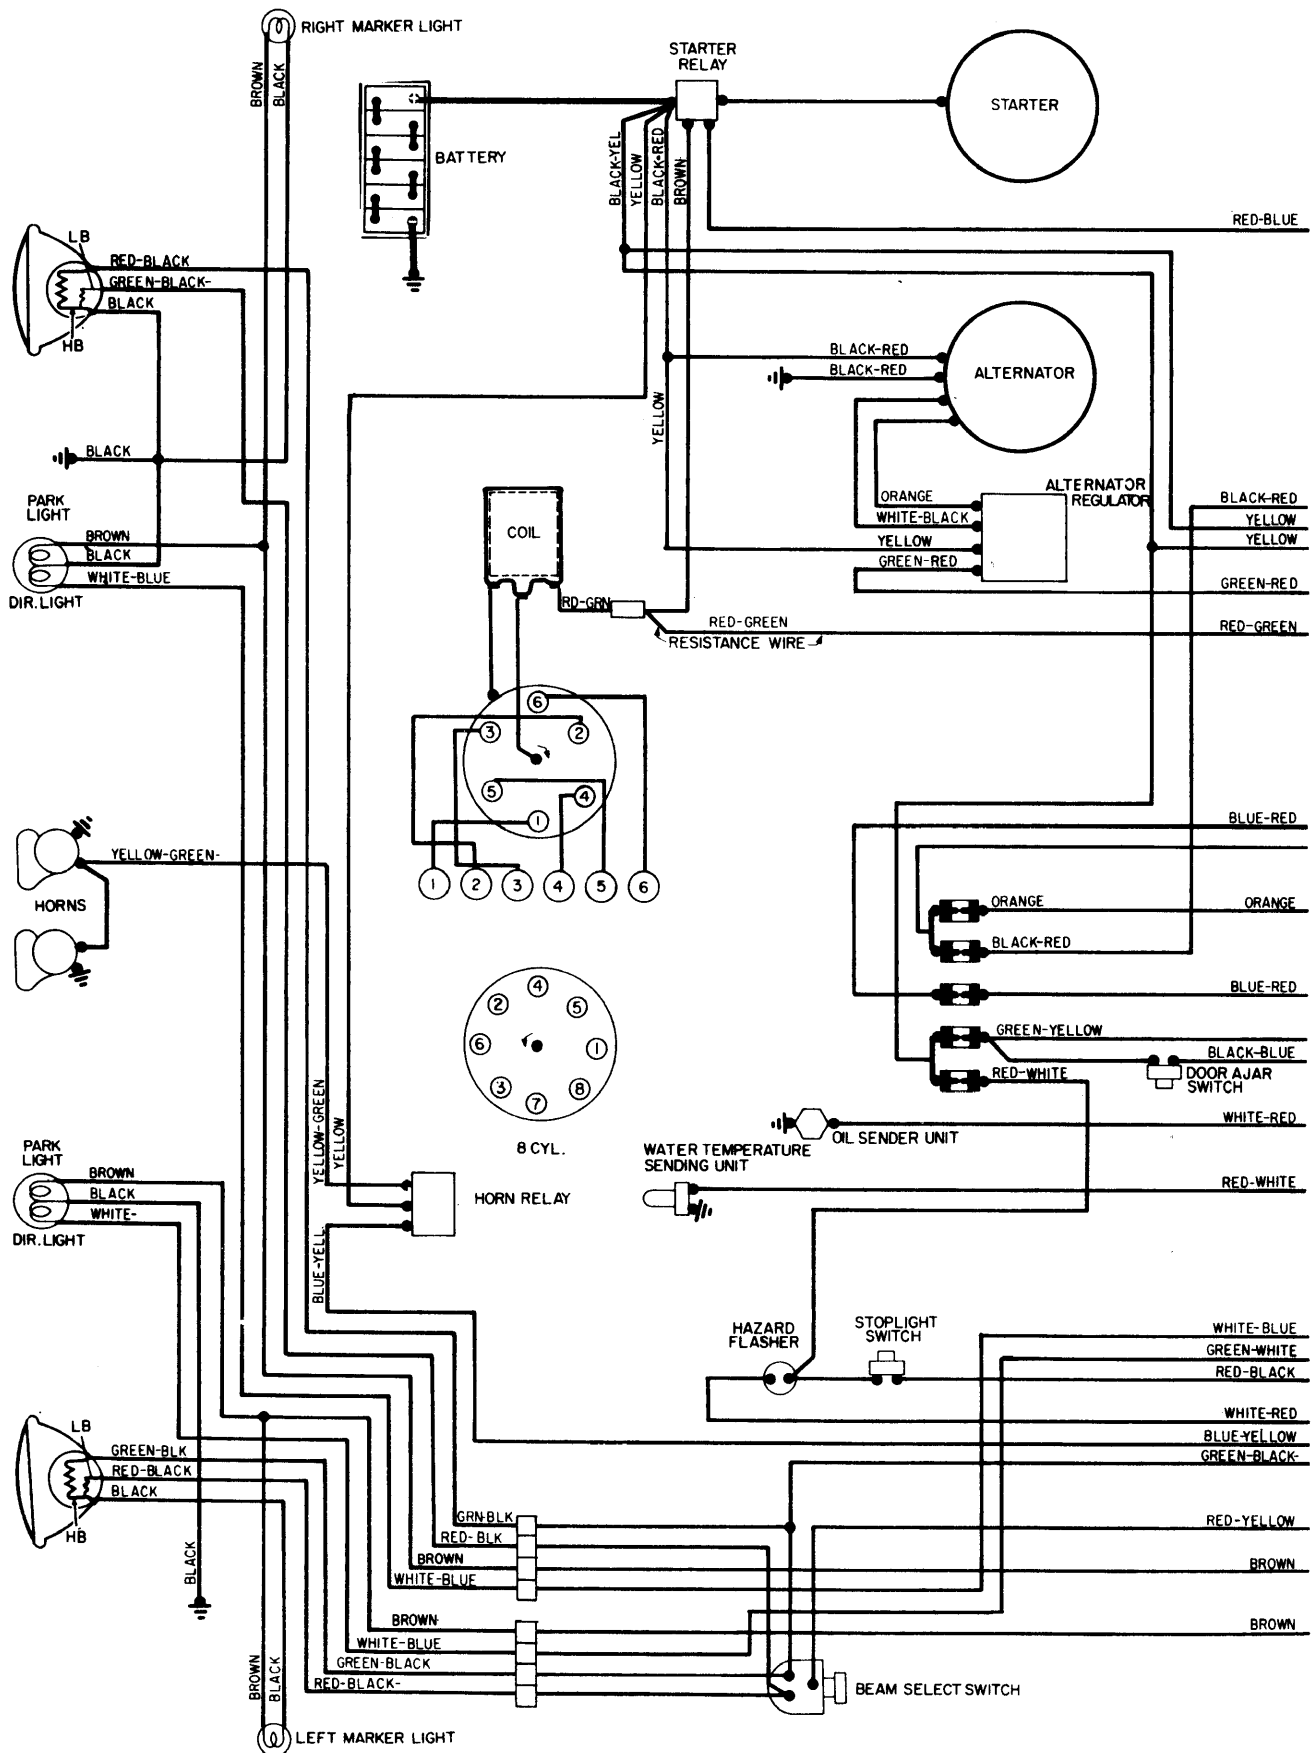 RIGHT MARKER LIGHT
BROWN
BLACK
STARTER
RELAY
STARTER
BATTERY
BLACK-YEL
YELLOW
BLACK-RED
BROWN
RED-BLUE
LB
RED-BLACK
GREEN-BLACK-
BLACK
HB
BLACK-RED
BLACK-RED
ALTERNATOR
YELLOW
BLACK
PARK
LIGHT
BROWN
BLACK
WHITE-BLUE
DIR. LIGHT
COIL
RD-GRN
ORANGE
WHITE-BLACK
YELLOW
GREEN-RED
ALTERNATOR
REGULATOR
BLACK-RED
YELLOW
YELLOW
GREEN-RED
RED-GREEN
RED-GREEN
RESISTANCE WIRE
6
3
2
5
4
1
1
2
3
4
5
6
YELLOW-GREEN-
HORNS
BLUE-RED
ORANGE
ORANGE
BLACK-RED
BLUE-RED
GREEN-YELLOW
BLACK-BLUE
RED-WHITE
DOOR AJAR
SWITCH
4
2
5
6
1
3
8
7
8 CYL.
WHITE-RED
OIL SENDER UNIT
WATER TEMPERATURE
SENDING UNIT
RED-WHITE
YELLOW-GREEN
YELLOW
HORN RELAY
BLUE-YELL
PARK
LIGHT
BROWN
BLACK
WHITE-
DIR. LIGHT
HAZARD
FLASHER
STOPLIGHT
SWITCH
WHITE-BLUE
GREEN-WHITE
RED-BLACK
WHITE-RED
BLUE-YELLOW
GREEN-BLACK-
LB
GREEN-BLK
RED-BLACK
BLACK
HB
BLACK
GRN-BLK
RED-BLK
BROWN
WHITE-BLUE
RED-YELLOW
BROWN
BROWN
WHITE-BLUE
GREEN-BLACK
RED-BLACK-
BROWN
BROWN
BLACK
BEAM SELECT SWITCH
LEFT MARKER LIGHT